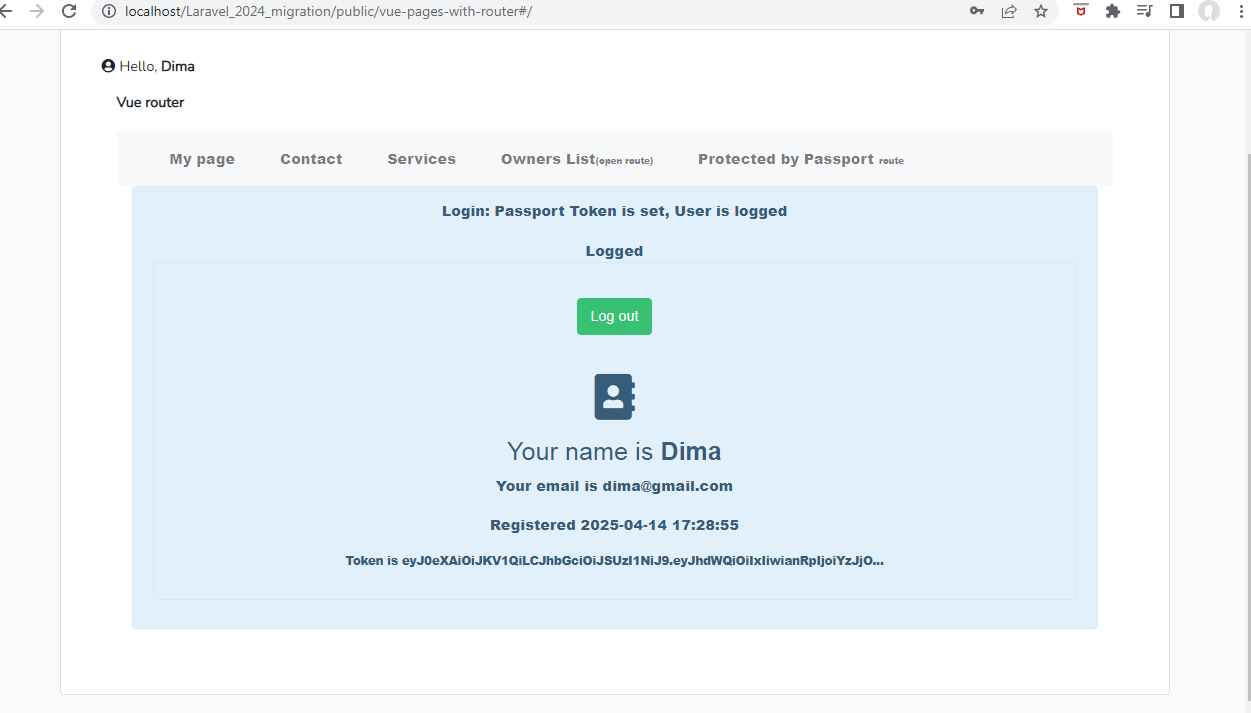 localhost/Laravel_2024_migration/public/vue-pages-with-router#/
Hello, Dima
Vue router
My page Contact Services Owners List(open route) Protected by Passport route
Login: Passport Token is set, User is logged
Logged
Log out
Your name is Dima
Your email is dima@gmail.com
Registered 2025-04-14 17:28:55
Token is eyJ0eXAiOiJKV1QiLCJhbGciOiJSUzI1NiJ9.eyJhdWQiOiIxIiwianRpIjoiYzJjO...